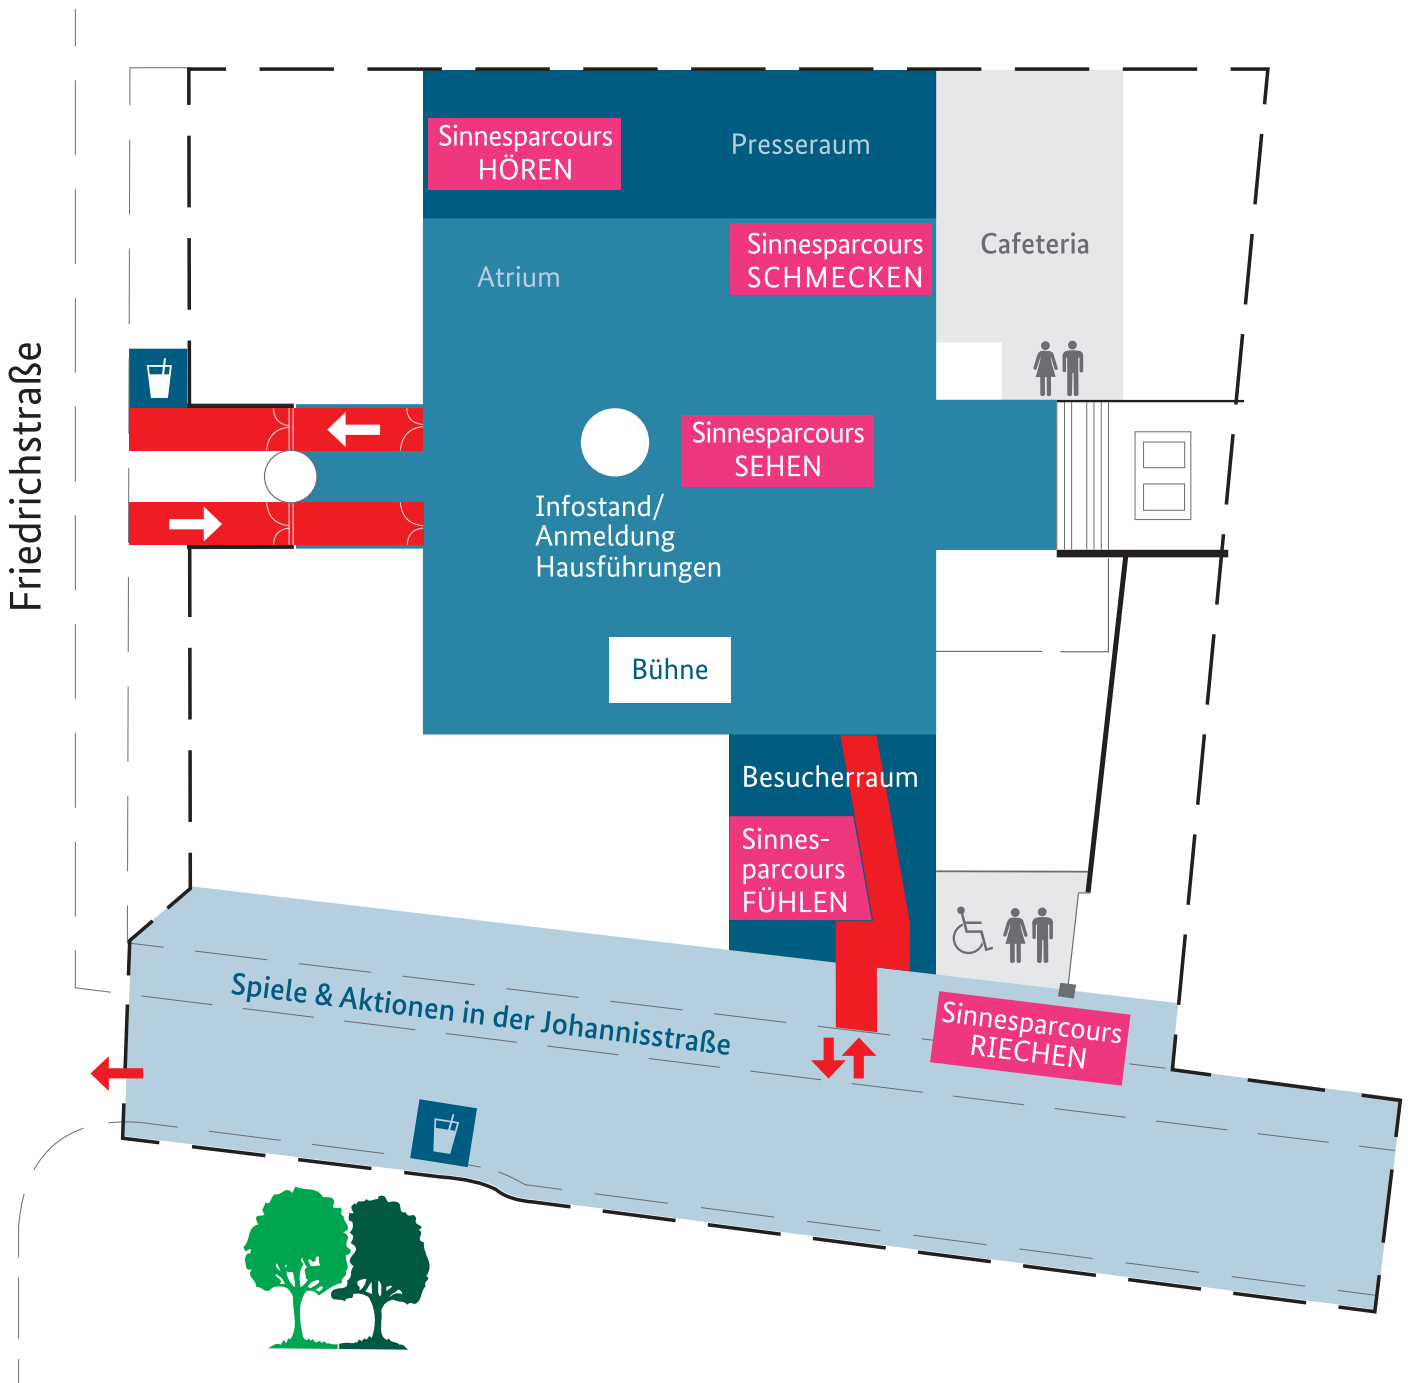 Sinnesparcours
HÖREN
Presseraum
Sinnesparcours
SCHMECKEN
Cafeteria
Atrium
Friedrichstraße
Sinnesparcours
SEHEN
Infostand/
Anmeldung
Hausführungen
Bühne
Besucherraum
Sinnes-
parcours
FÜHLEN
Spiele & Aktionen in der Johannisstraße
Sinnesparcours
RIECHEN